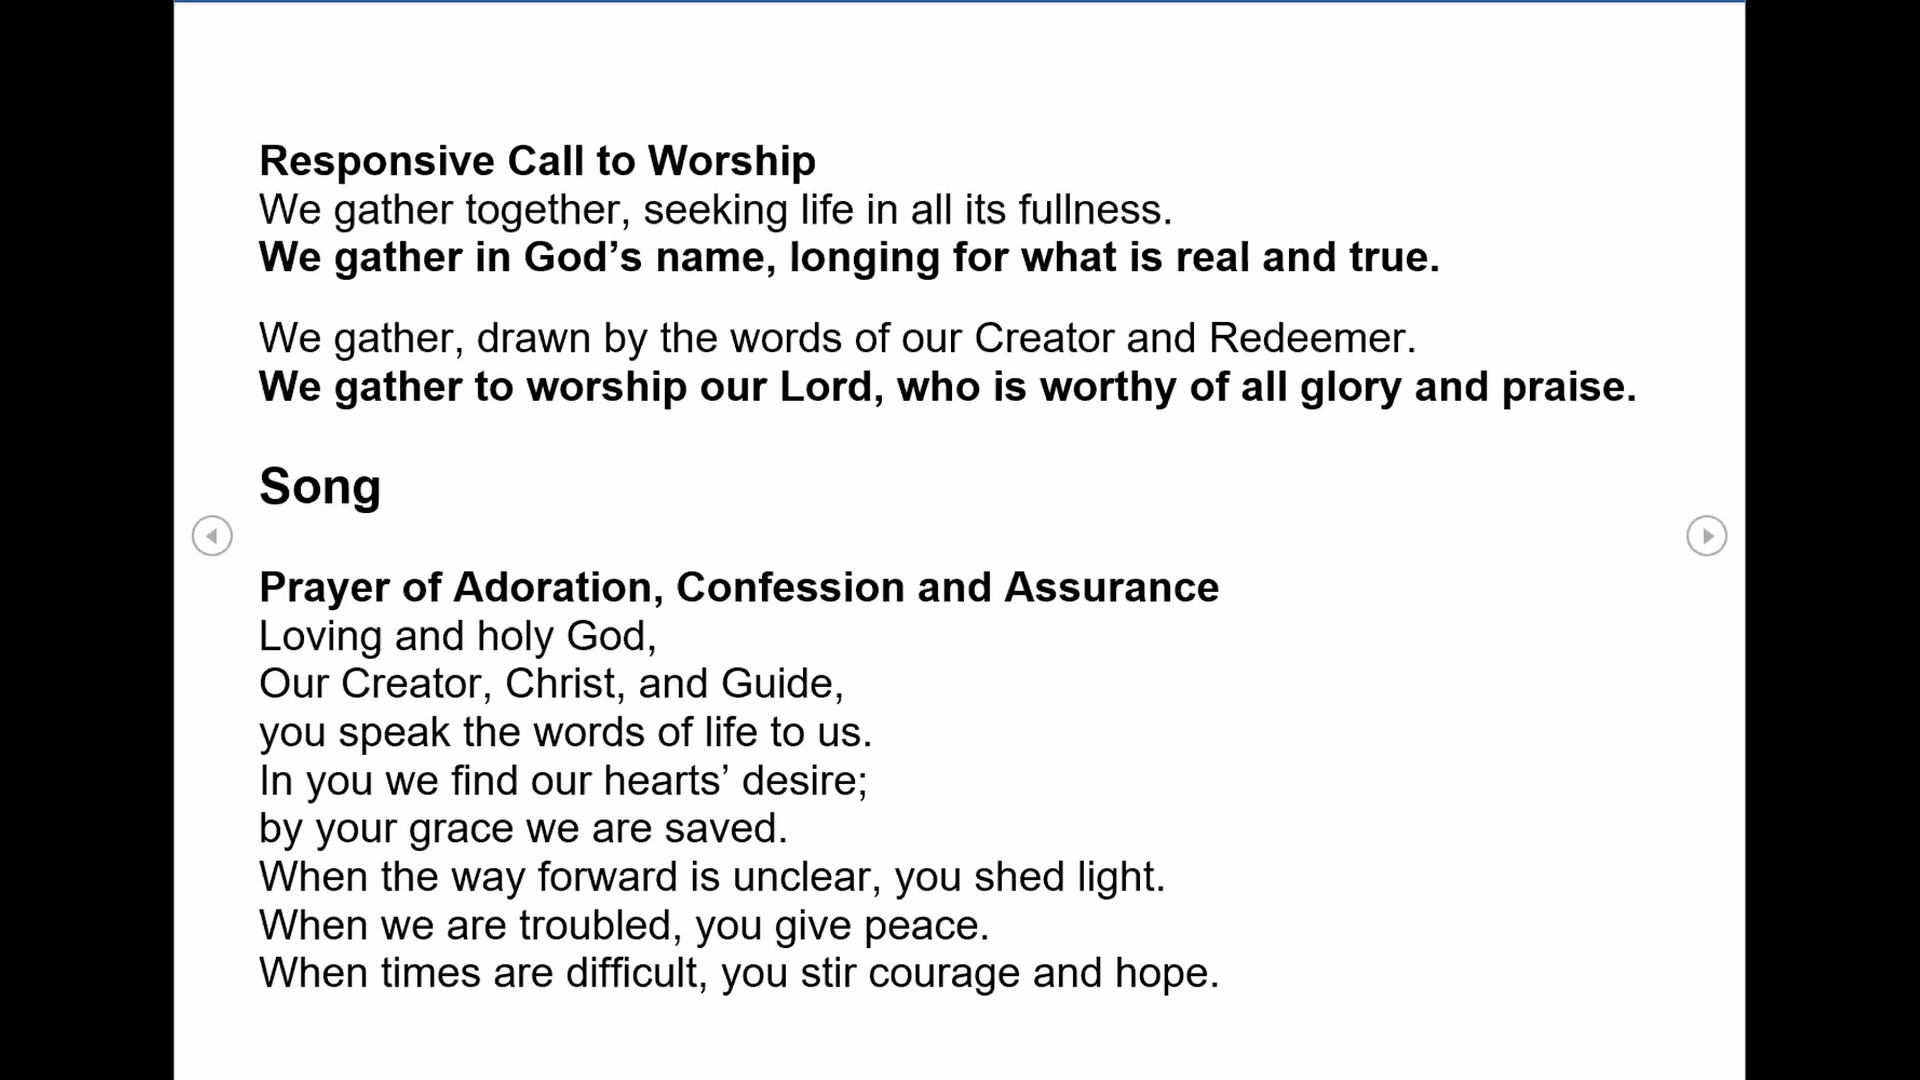 Responsive Call to Worship
We gather together, seeking life in all its fullness.
We gather in God’s name, longing for what is real and true.
We gather, drawn by the words of our Creator and Redeemer.
We gather to worship our Lord, who is worthy of all glory and praise.
Song
Prayer of Adoration, Confession and Assurance
Loving and holy God,
Our Creator, Christ, and Guide,
you speak the words of life to us.
In you we find our hearts’ desire;
by your grace we are saved.
When the way forward is unclear, you shed light.
When we are troubled, you give peace.
When times are difficult, you stir courage and hope.